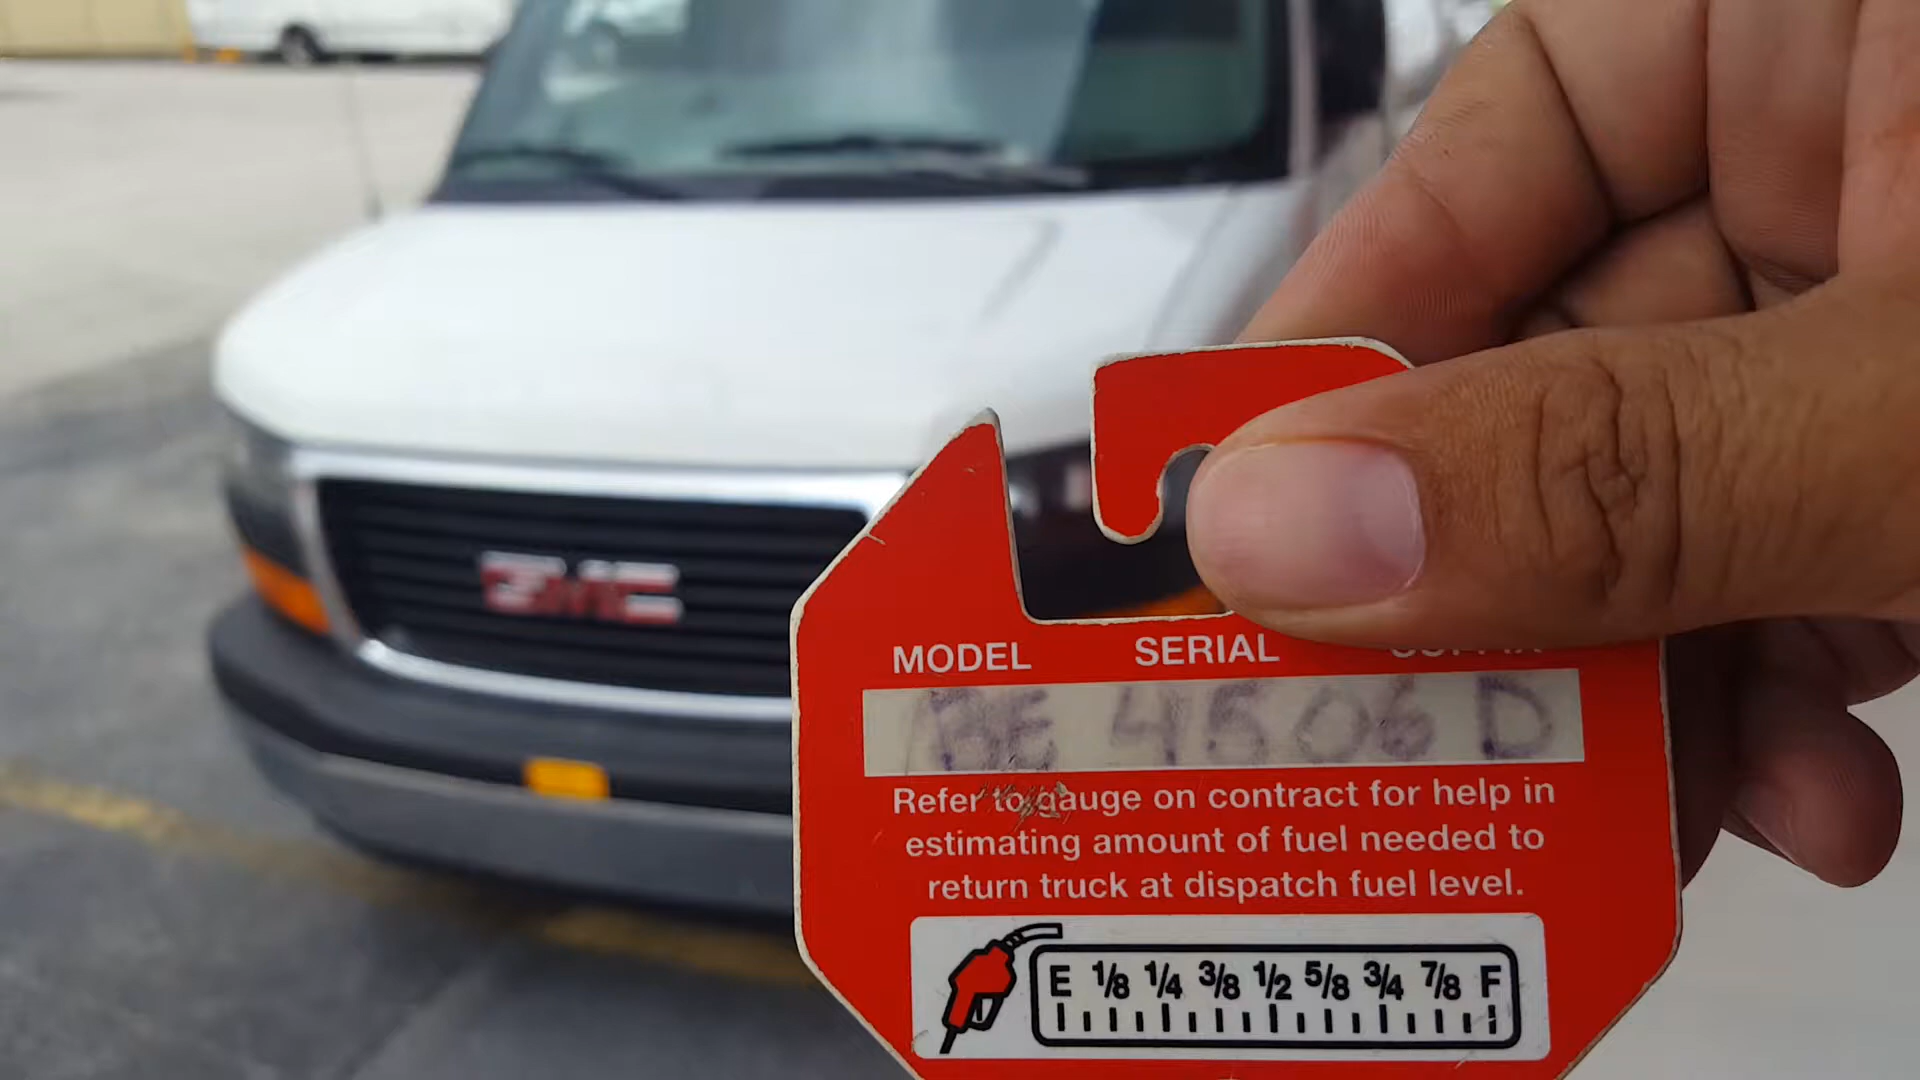 GMC
MODEL SERIAL SUFFIX
BE 4506 D
Refer to gauge on contract for help in
estimating amount of fuel needed to
return truck at dispatch fuel level.
E 1/8 1/4 3/8 1/2 5/8 3/4 7/8 F